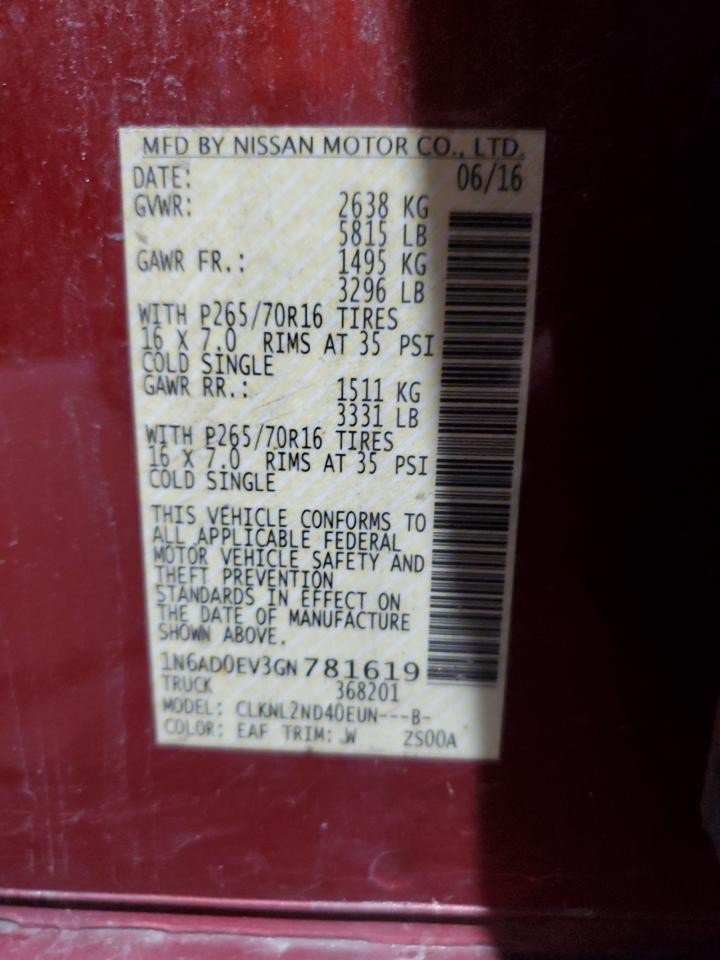 MFD BY NISSAN MOTOR CO., LTD.
DATE: 06/16
GVWR: 2638 KG
5815 LB
GAWR FR.: 1495 KG
3296 LB
WITH P265/70R16 TIRES
16 X 7.0 RIMS AT 35 PSI
COLD SINGLE
GAWR RR.: 1511 KG
3331 LB
WITH P265/70R16 TIRES
16 X 7.0 RIMS AT 35 PSI
COLD SINGLE
THIS VEHICLE CONFORMS TO
ALL APPLICABLE FEDERAL
MOTOR VEHICLE SAFETY AND
THEFT PREVENTION
STANDARDS IN EFFECT ON
THE DATE OF MANUFACTURE
SHOWN ABOVE.
1N6AD0EV3GN781619
TRUCK 368201
MODEL: CLKNL2ND40EUN---B-
COLOR: EAF TRIM: W ZS00A